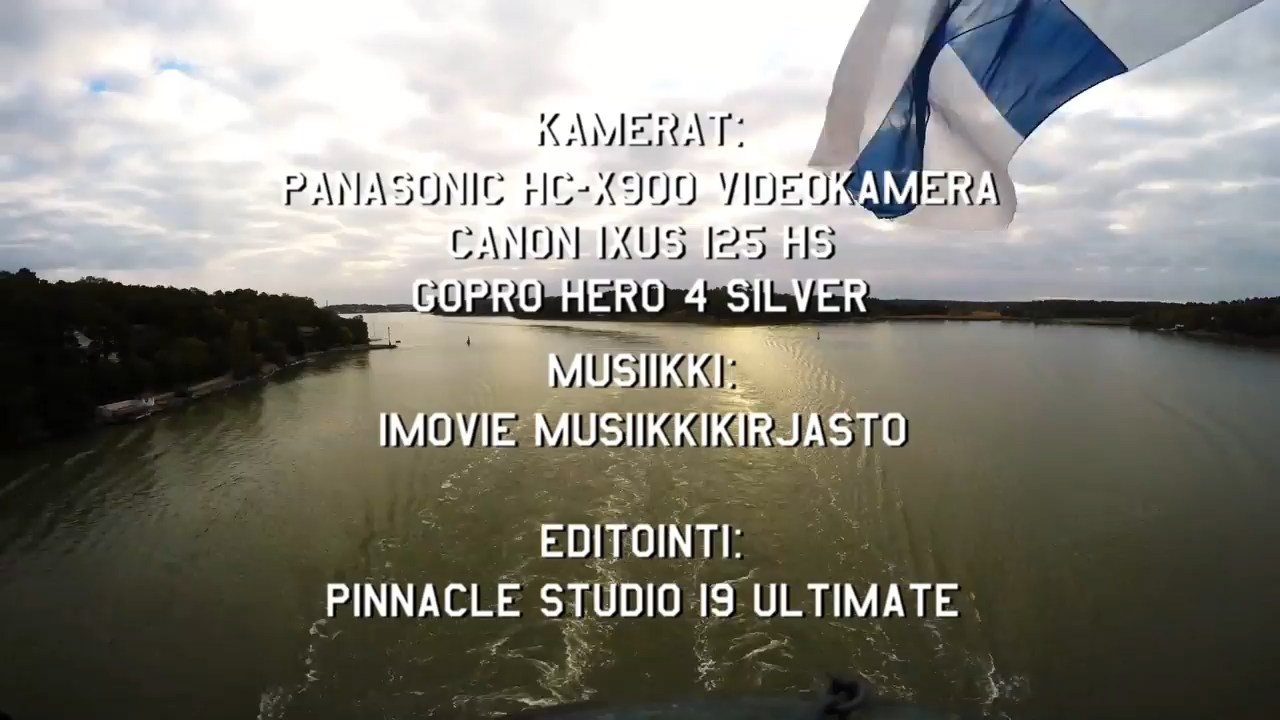 KAMERAT:
PANASONIC HC-X900 VIDEOKAMERA
CANON IXUS 125 HS
GOPRO HERO 4 SILVER
MUSIIKKI:
IMOVIE MUSIIKKIKIRJASTO
EDITOINTI:
PINNACLE STUDIO 19 ULTIMATE